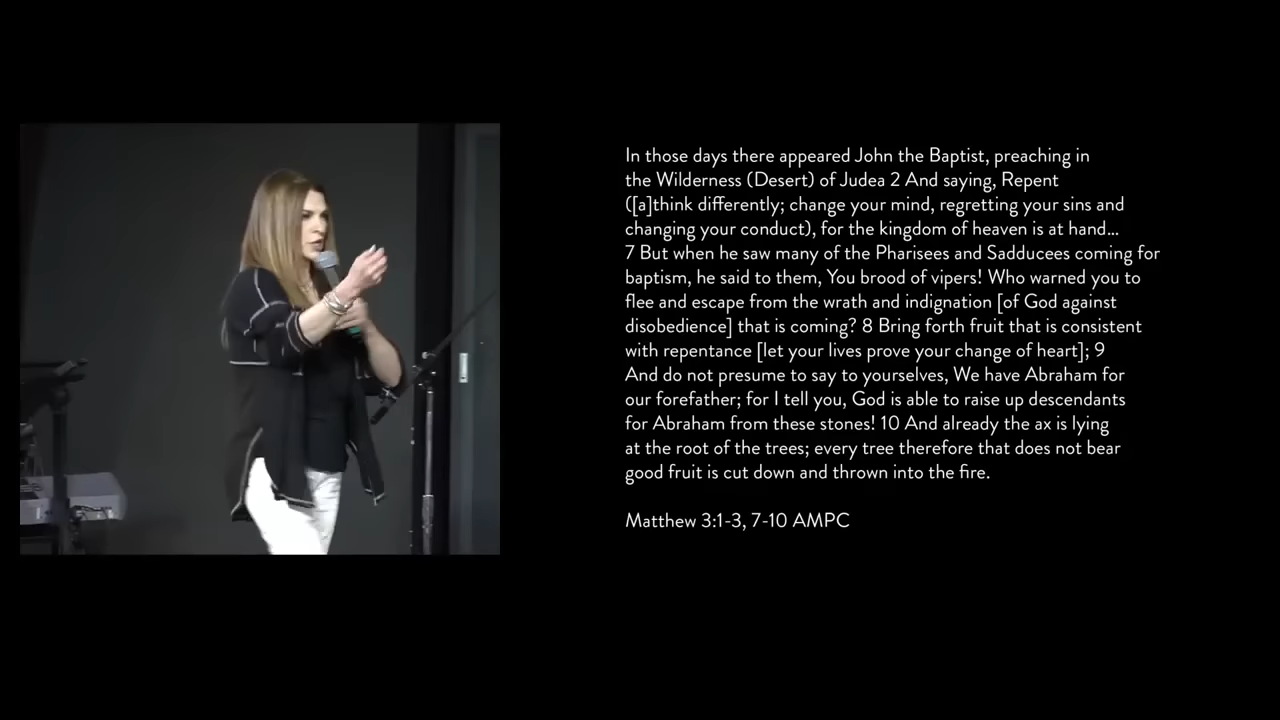 In those days there appeared John the Baptist, preaching in
the Wilderness (Desert) of Judea 2 And saying, Repent
([a]think differently; change your mind, regretting your sins and
changing your conduct), for the kingdom of heaven is at hand...
7 But when he saw many of the Pharisees and Sadducees coming for
baptism, he said to them, You brood of vipers! Who warned you to
flee and escape from the wrath and indignation [of God against
disobedience] that is coming? 8 Bring forth fruit that is consistent
with repentance [let your lives prove your change of heart]; 9
And do not presume to say to yourselves, We have Abraham for
our forefather; for I tell you, God is able to raise up descendants
for Abraham from these stones! 10 And already the ax is lying
at the root of the trees; every tree therefore that does not bear
good fruit is cut down and thrown into the fire.
Matthew 3:1-3, 7-10 AMPC